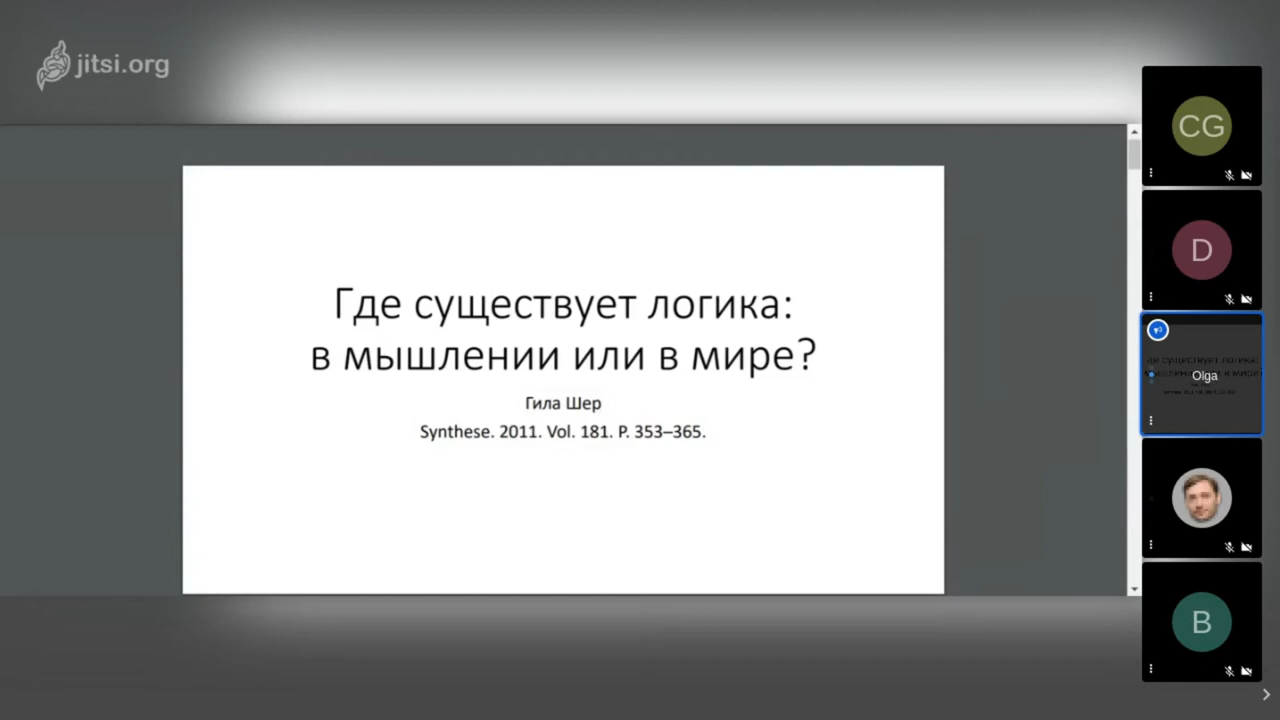 jitsi.org
Где существует логика:
в мышлении или в мире?
Гила Шер
Synthese. 2011. Vol. 181. P. 353–365.
CG
D
Olga
B